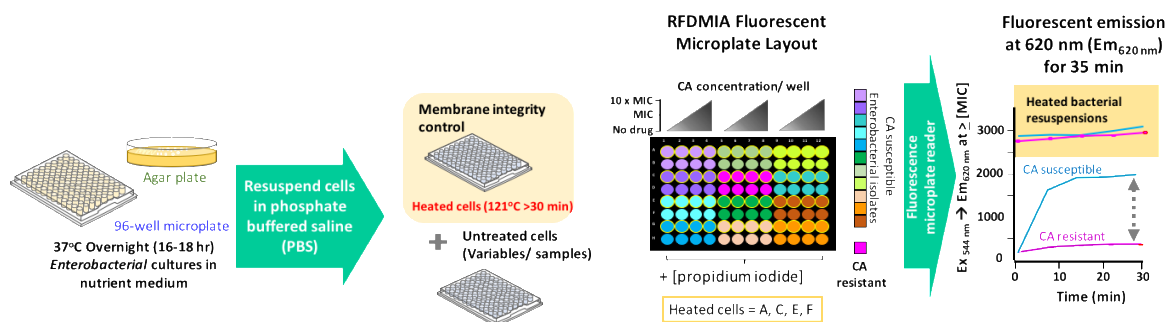 Agar plate
96-well microplate
37°C Overnight (16-18 hr)
Enterobacterial cultures in
nutrient medium
Resuspend cells
in phosphate
buffered saline
(PBS)
Membrane integrity
control
Heated cells (121°C >30 min)
+
Untreated cells
(Variables/ samples)
RFDMIA Fluorescent
Microplate Layout
CA concentration/ well
10 x MIC
MIC
No drug
Enterobacterial isolates
CA susceptible
CA
resistant
+ [propidium iodide]
Heated cells = A, C, E, F
Fluorescence
microplate reader
Fluorescent emission
at 620 nm (Em620 nm)
for 35 min
Ex 544 nm → Em620 nm at ≥ [MIC]
Heated bacterial
resuspensions
3000
CA susceptible
2000
1000
CA resistant
0
0 10 20 30
Time (min)